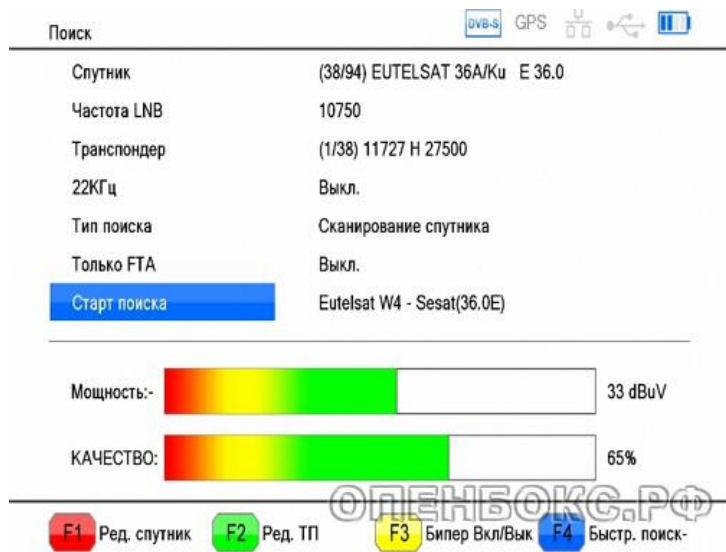 Поиск DVB-S GPS
Спутник (38/94) EUTELSAT 36A/Ku E 36.0
Частота LNB 10750
Транспондер (1/38) 11727 H 27500
22КГц Выкл.
Тип поиска Сканирование спутника
Только FTA Выкл.
Старт поиска Eutelsat W4 - Sesat(36.0E)
Мощность:- 33 dBuV
КАЧЕСТВО: 65%
ОПЕНБОКС.РФ
F1 Ред. спутник F2 Ред. ТП F3 Бипер Вкл/Вык F4 Быстр. поиск-